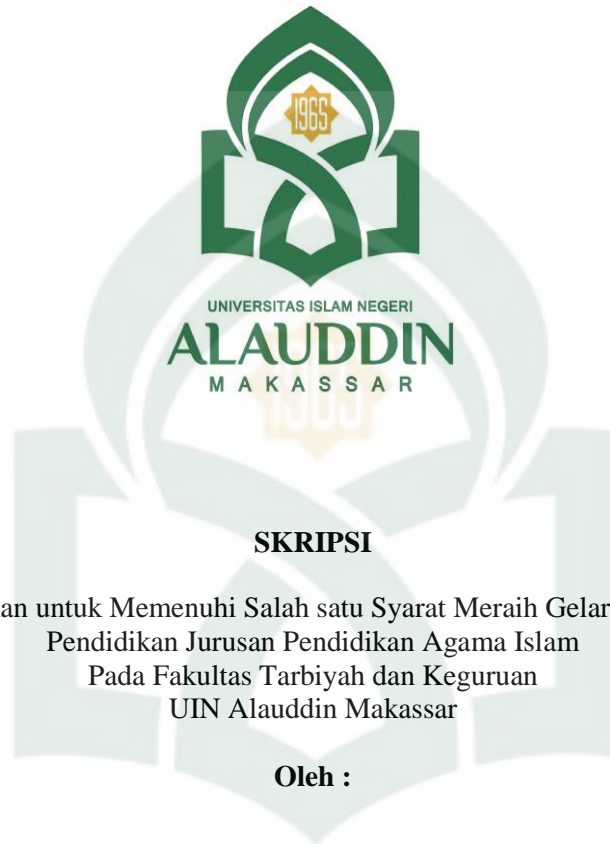 1965
UNIVERSITAS ISLAM NEGERI
ALAUDDIN
MAKASSAR
1965
SKRIPSI
an untuk Memenuhi Salah satu Syarat Meraih Gelar
Pendidikan Jurusan Pendidikan Agama Islam
Pada Fakultas Tarbiyah dan Keguruan
UIN Alauddin Makassar
Oleh :